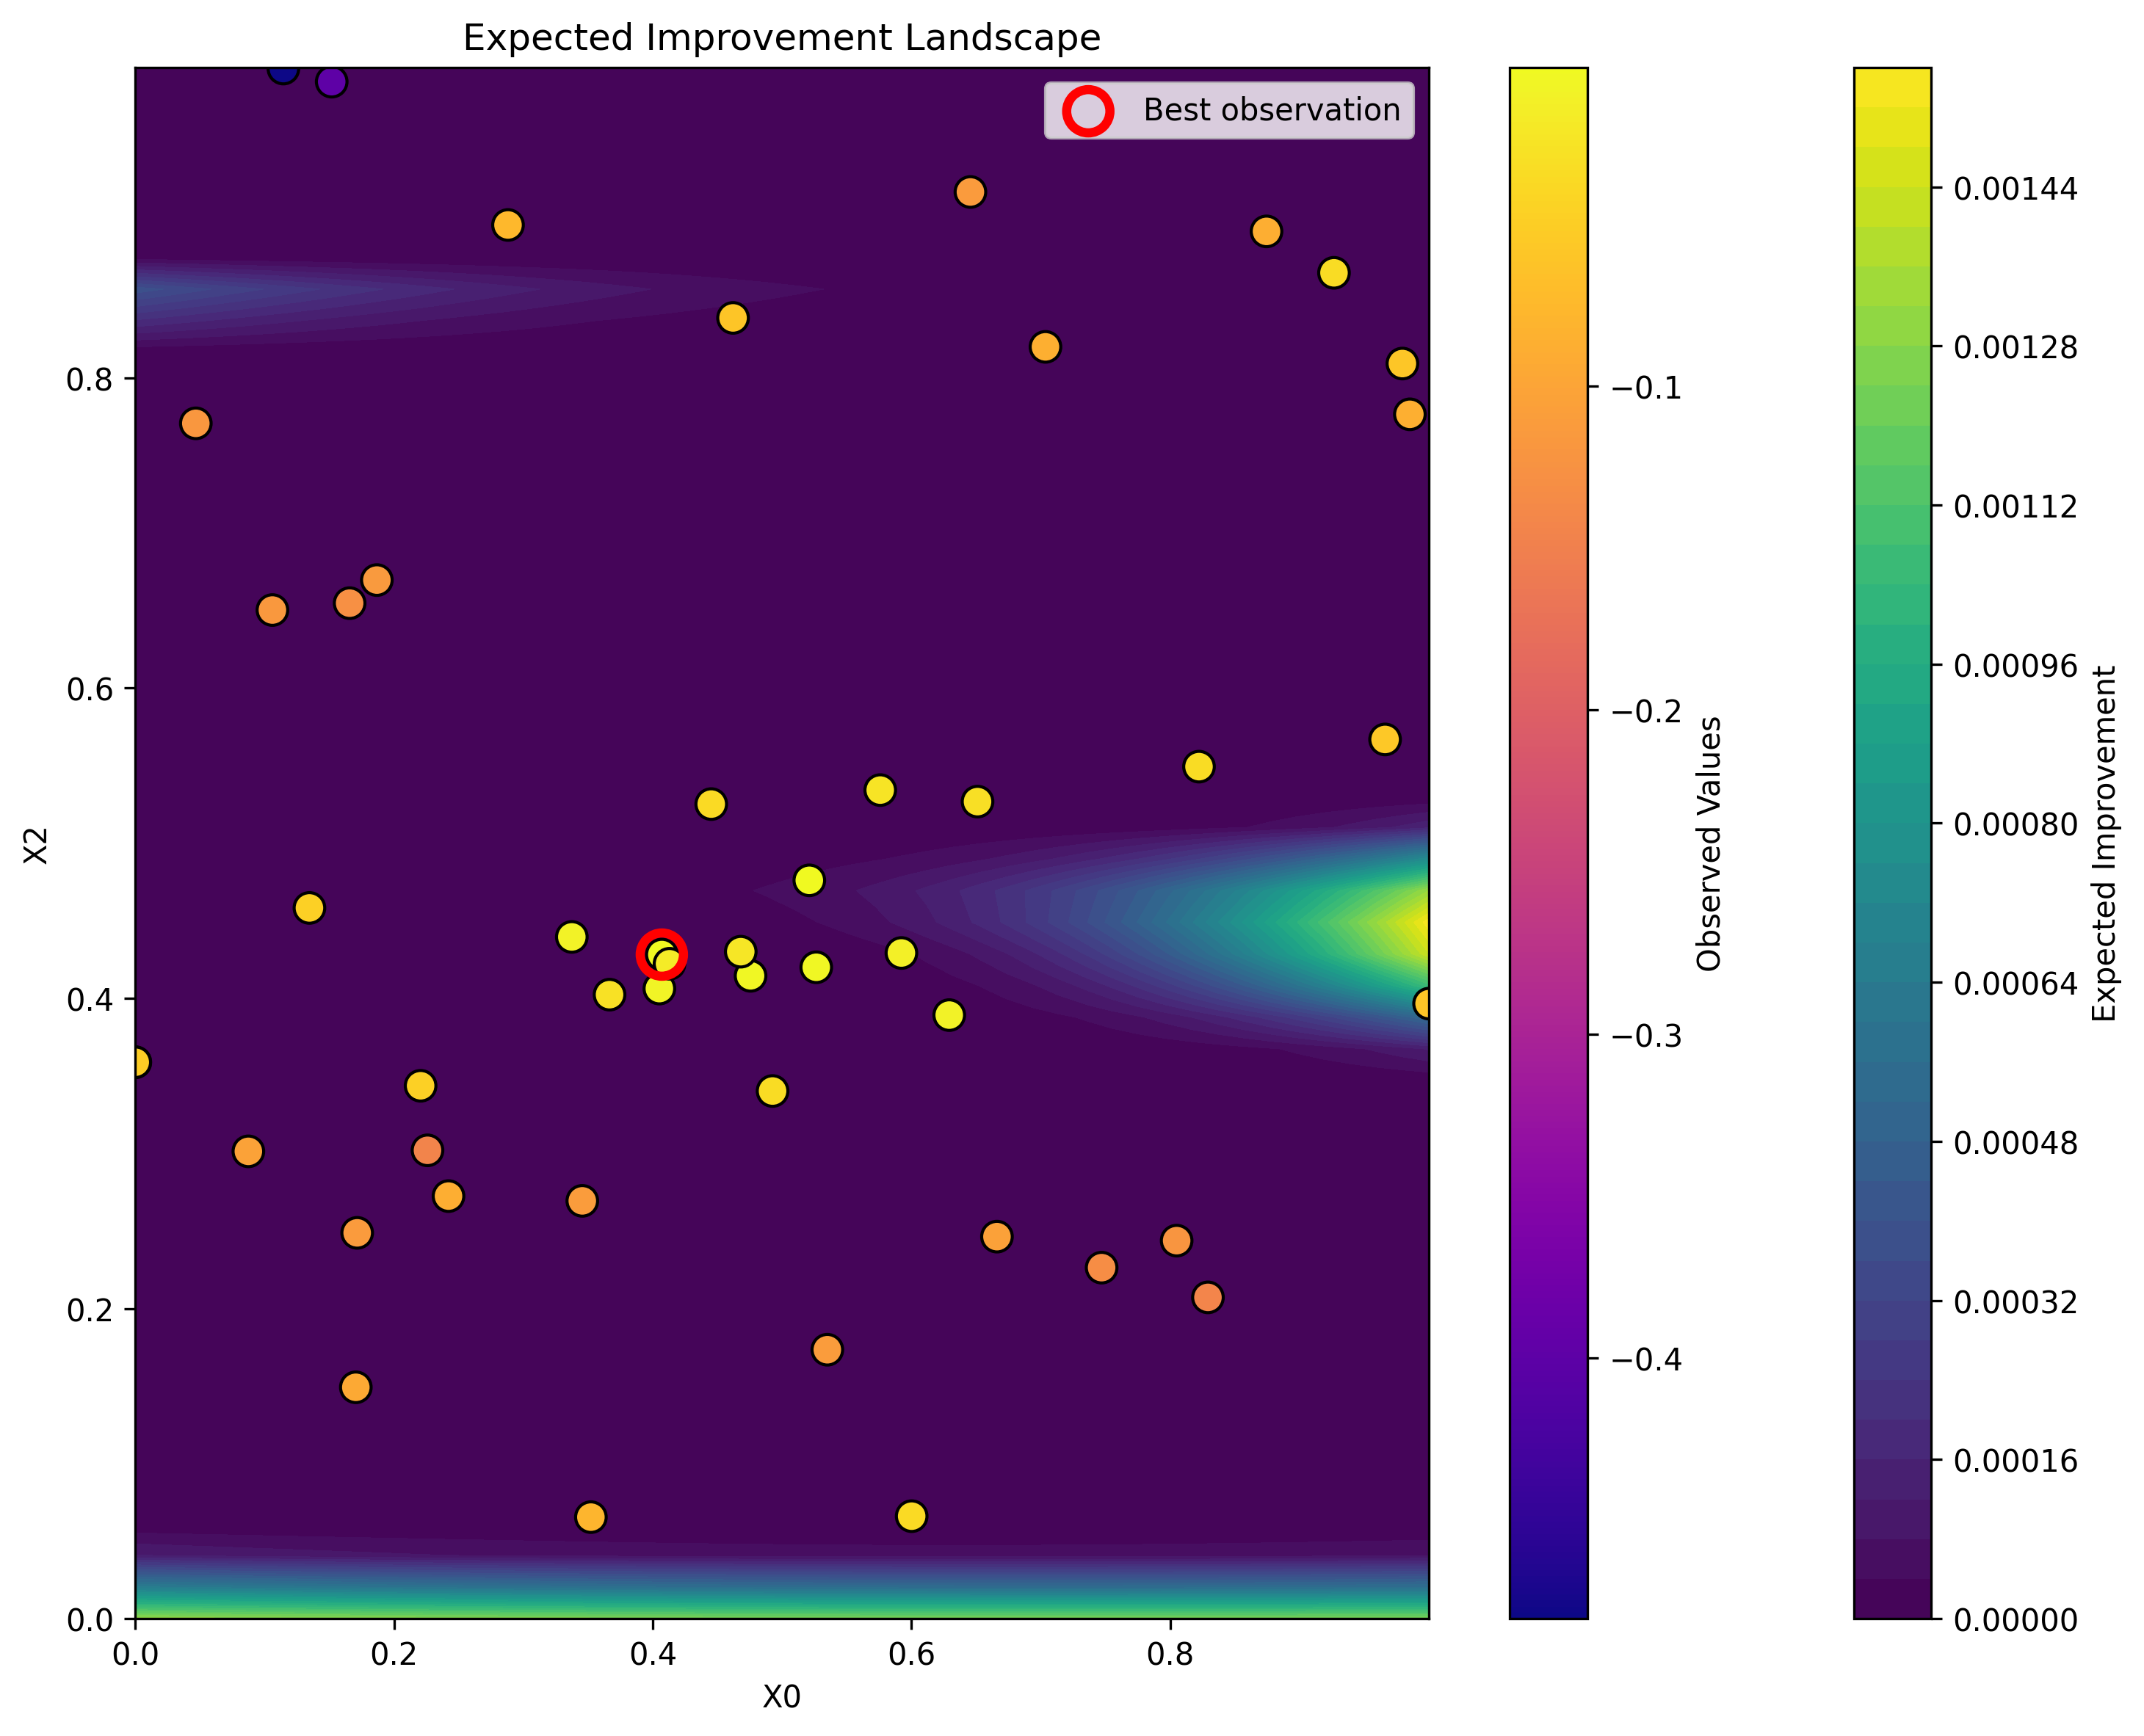 Expected Improvement Landscape
Best observation
X2
0.8
0.6
0.4
0.2
0.0
0.0 0.2 0.4 0.6 0.8
X0
−0.1
−0.2
−0.3
−0.4
Observed Values
0.00144
0.00128
0.00112
0.00096
0.00080
0.00064
0.00048
0.00032
0.00016
0.00000
Expected Improvement